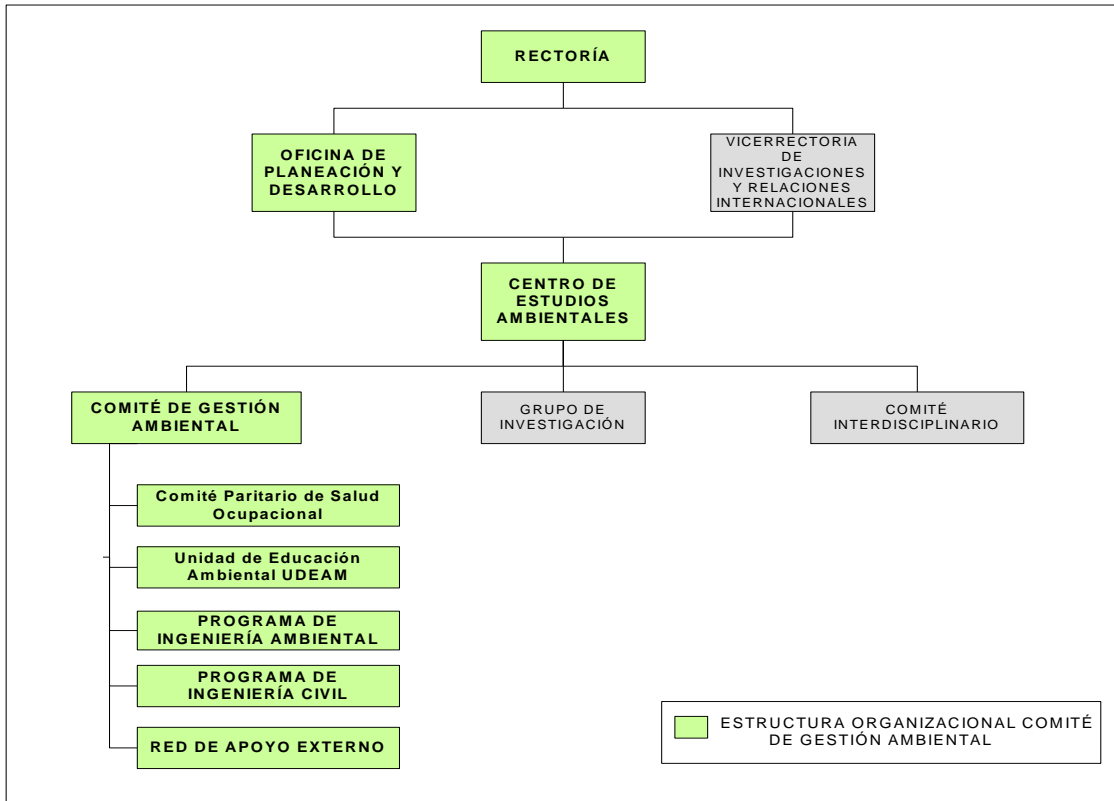 RECTORÍA
OFICINA DE
PLANEACIÓN Y
DESARROLLO
VICERRECTORIA
DE
INVESTIGACIONES
Y RELACIONES
INTERNACIONALES
CENTRO DE
ESTUDIOS
AMBIENTALES
COMITÉ DE GESTIÓN
AMBIENTAL
GRUPO DE
INVESTIGACIÓN
COMITÉ
INTERDISCIPLINARIO
Comité Paritario de Salud
Ocupacional
Unidad de Educación
Ambiental UDEAM
PROGRAMA DE
INGENIERÍA AMBIENTAL
PROGRAMA DE
INGENIERÍA CIVIL
RED DE APOYO EXTERNO
ESTRUCTURA ORGANIZACIONAL COMITÉ
DE GESTIÓN AMBIENTAL